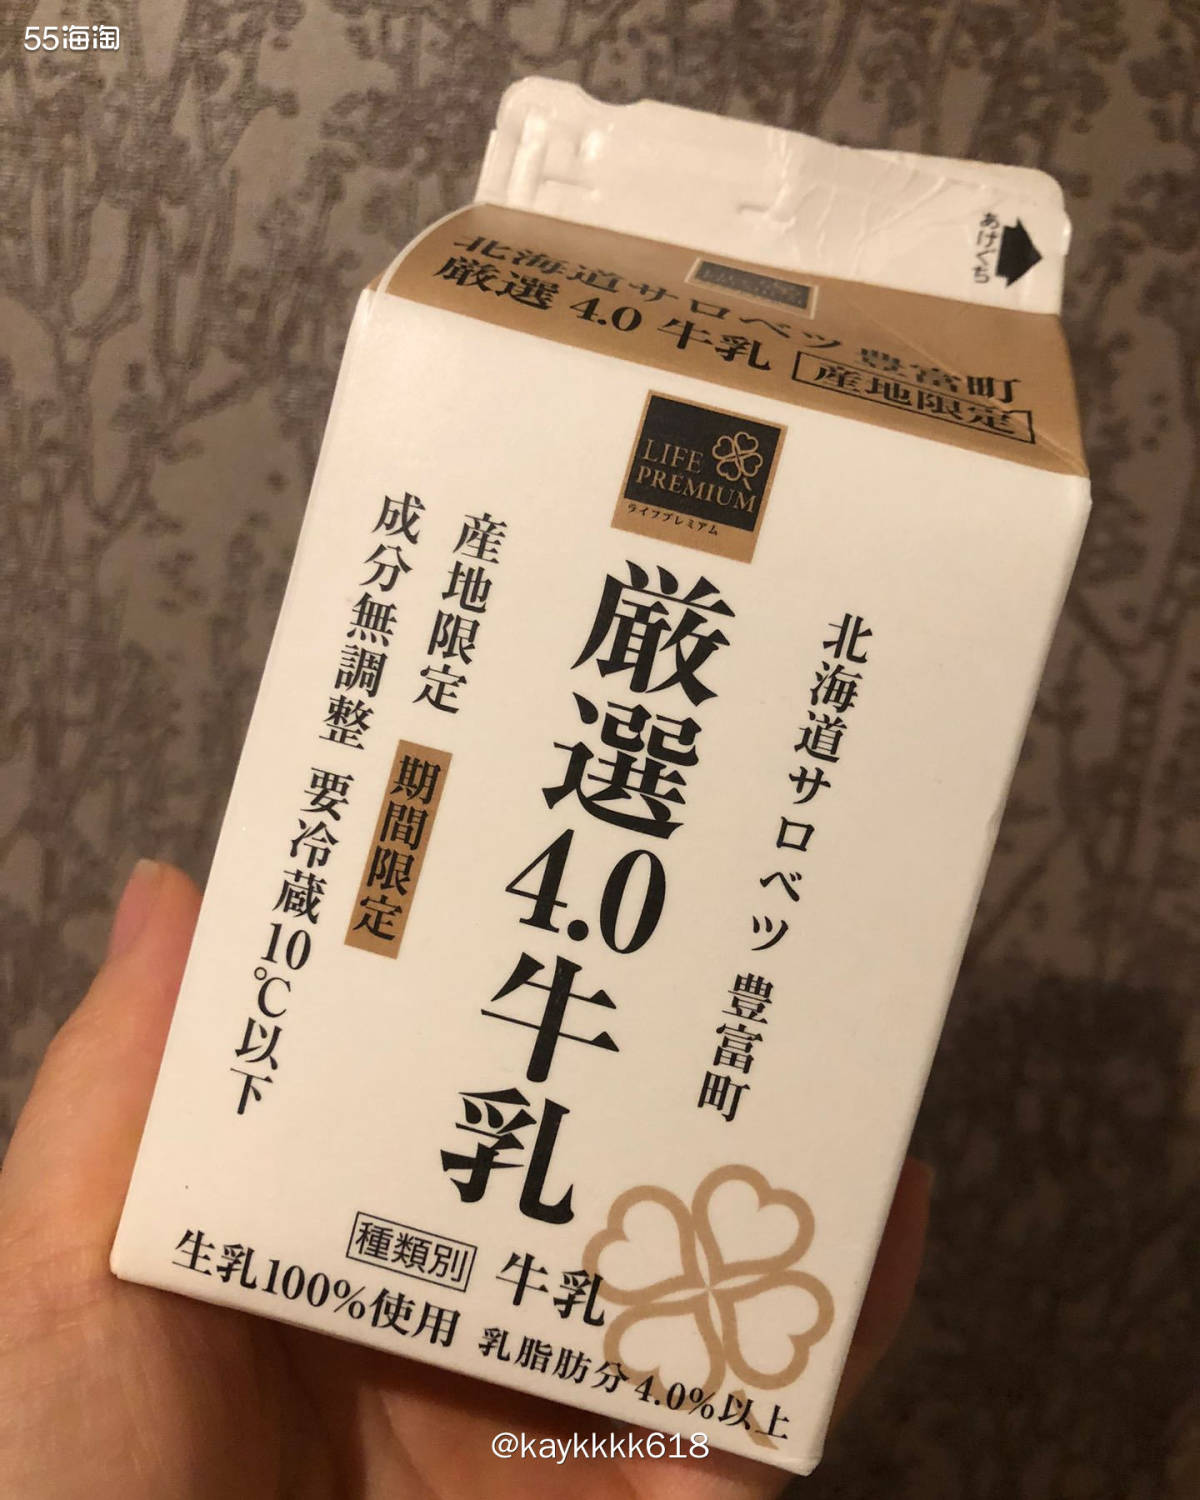 55海淘
あけぐち
北海道サロベツ 豊富町
厳選 4.0 牛乳 産地限定
LIFE
PREMIUM
ライフプレミアム
北海道サロベツ 豊富町
厳選4.0牛乳
産地限定 期間限定
成分無調整 要冷蔵10℃以下
種類別 牛乳
生乳100%使用 乳脂肪分4.0%以上
@kaykkkk618